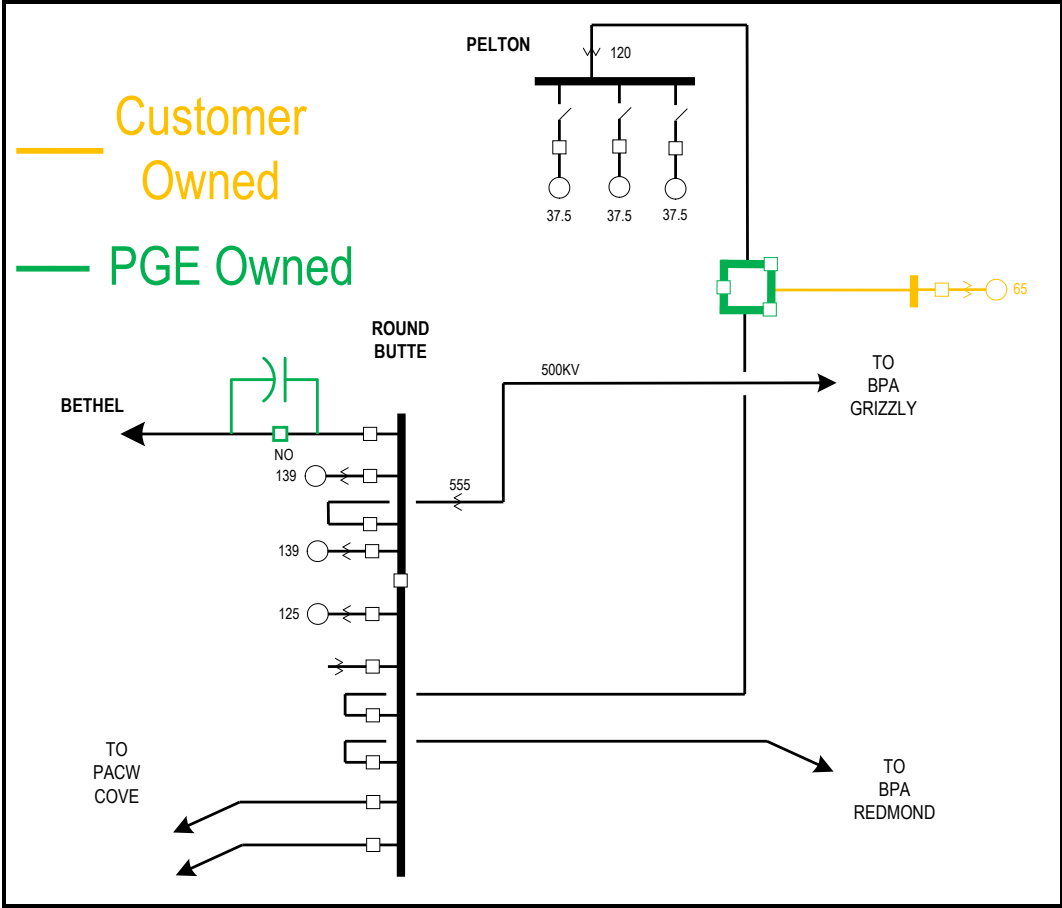 PELTON
120
Customer
Owned
37.5
37.5
37.5
PGE Owned
65
ROUND
BUTTE
500KV
TO
BPA
GRIZZLY
BETHEL
NO
139
555
139
125
TO
PACW
COVE
TO
BPA
REDMOND